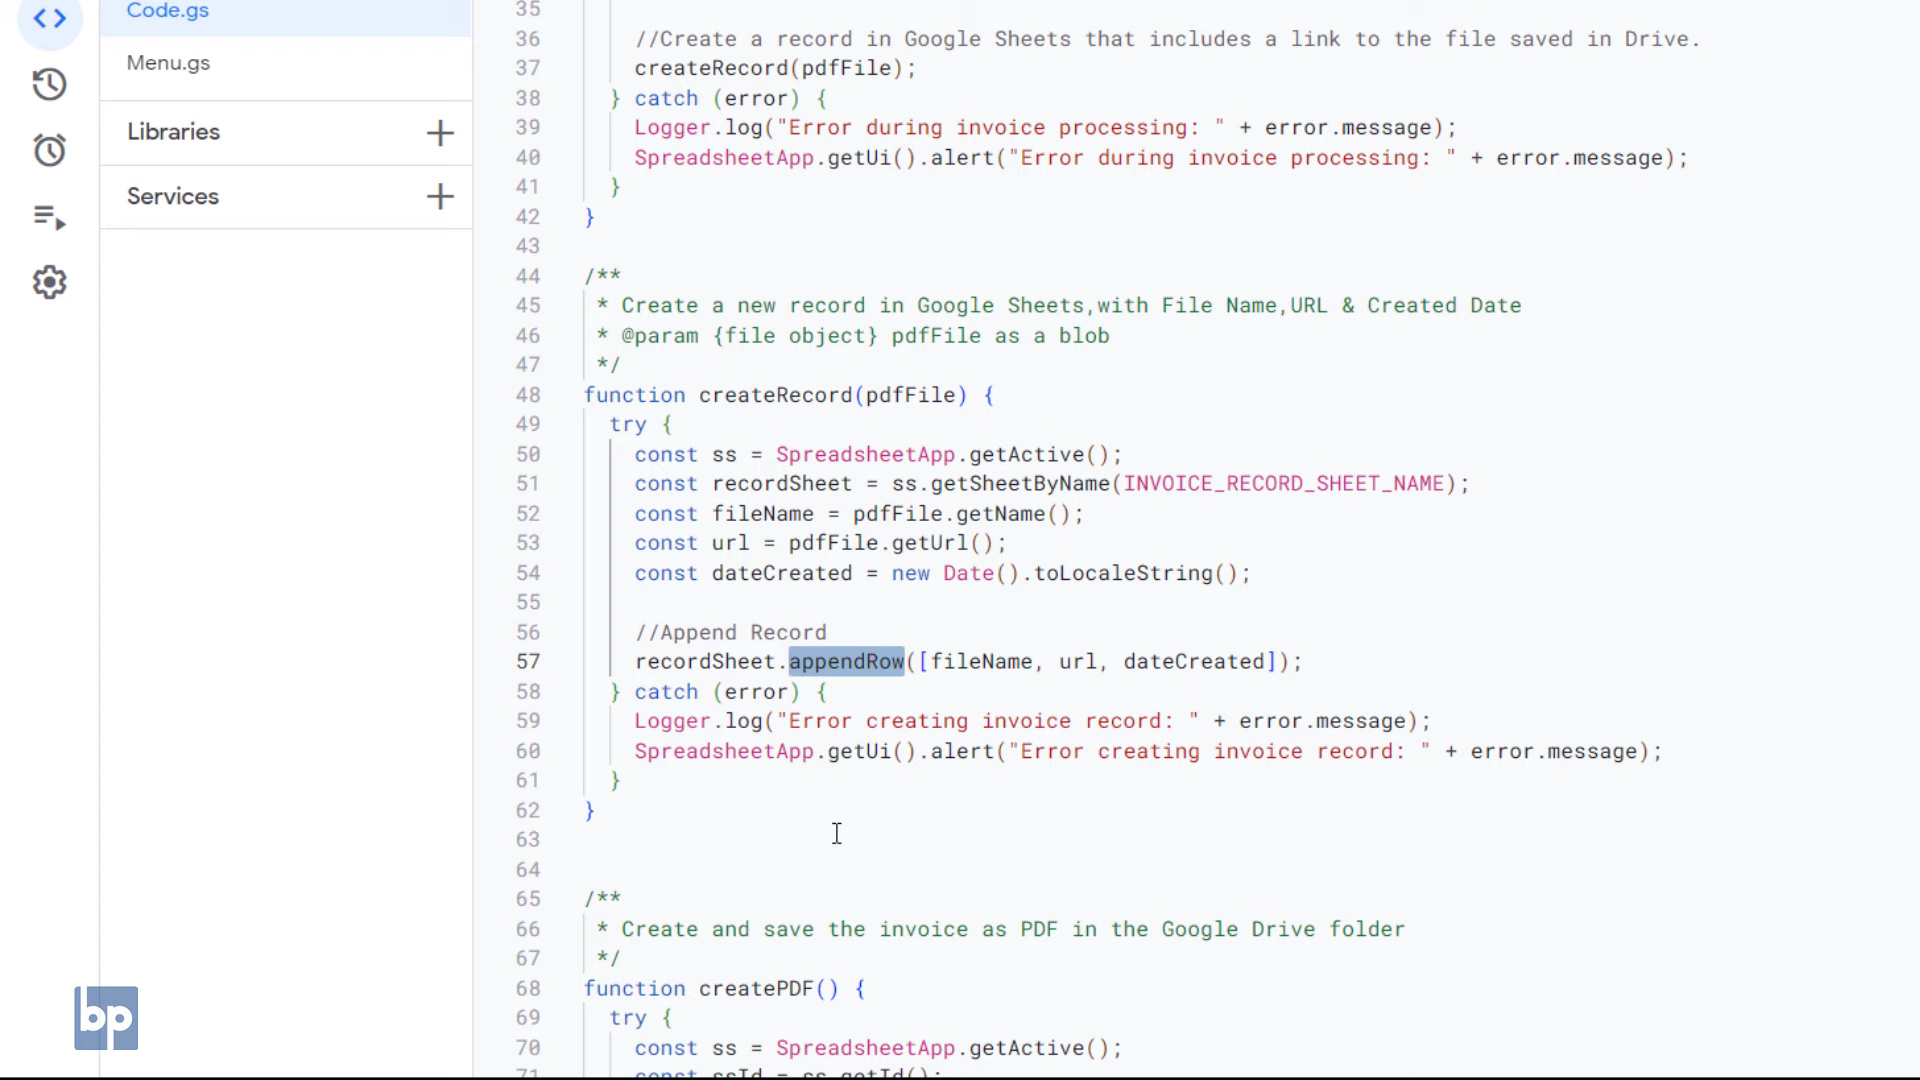 Code.gs
Menu.gs
Libraries
Services
35
36 //Create a record in Google Sheets that includes a link to the file saved in Drive.
37 createRecord(pdfFile);
38 } catch (error) {
39 Logger.log("Error during invoice processing: " + error.message);
40 SpreadsheetApp.getUi().alert("Error during invoice processing: " + error.message);
41 }
42 }
43
44 /**
45 * Create a new record in Google Sheets,with File Name,URL & Created Date
46 * @param {file object} pdfFile as a blob
47 */
48 function createRecord(pdfFile) {
49 try {
50 const ss = SpreadsheetApp.getActive();
51 const recordSheet = ss.getSheetByName(INVOICE_RECORD_SHEET_NAME);
52 const fileName = pdfFile.getName();
53 const url = pdfFile.getUrl();
54 const dateCreated = new Date().toLocaleString();
55
56 //Append Record
57 recordSheet.appendRow([fileName, url, dateCreated]);
58 } catch (error) {
59 Logger.log("Error creating invoice record: " + error.message);
60 SpreadsheetApp.getUi().alert("Error creating invoice record: " + error.message);
61 }
62 }
63
64
65 /**
66 * Create and save the invoice as PDF in the Google Drive folder
67 */
68 function createPDF() {
69 try {
70 const ss = SpreadsheetApp.getActive();
71 const ssId = ss.getId();
bp